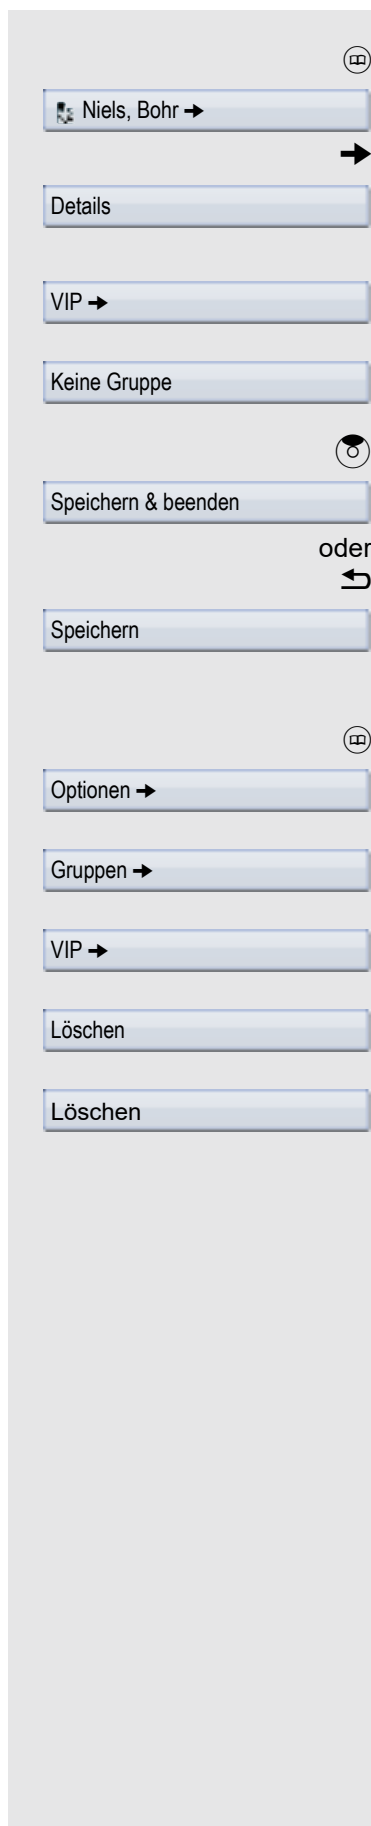 Niels, Bohr →
Details
VIP →
Keine Gruppe
Speichern & beenden
oder
Speichern
Optionen →
Gruppen →
VIP →
Löschen
Löschen